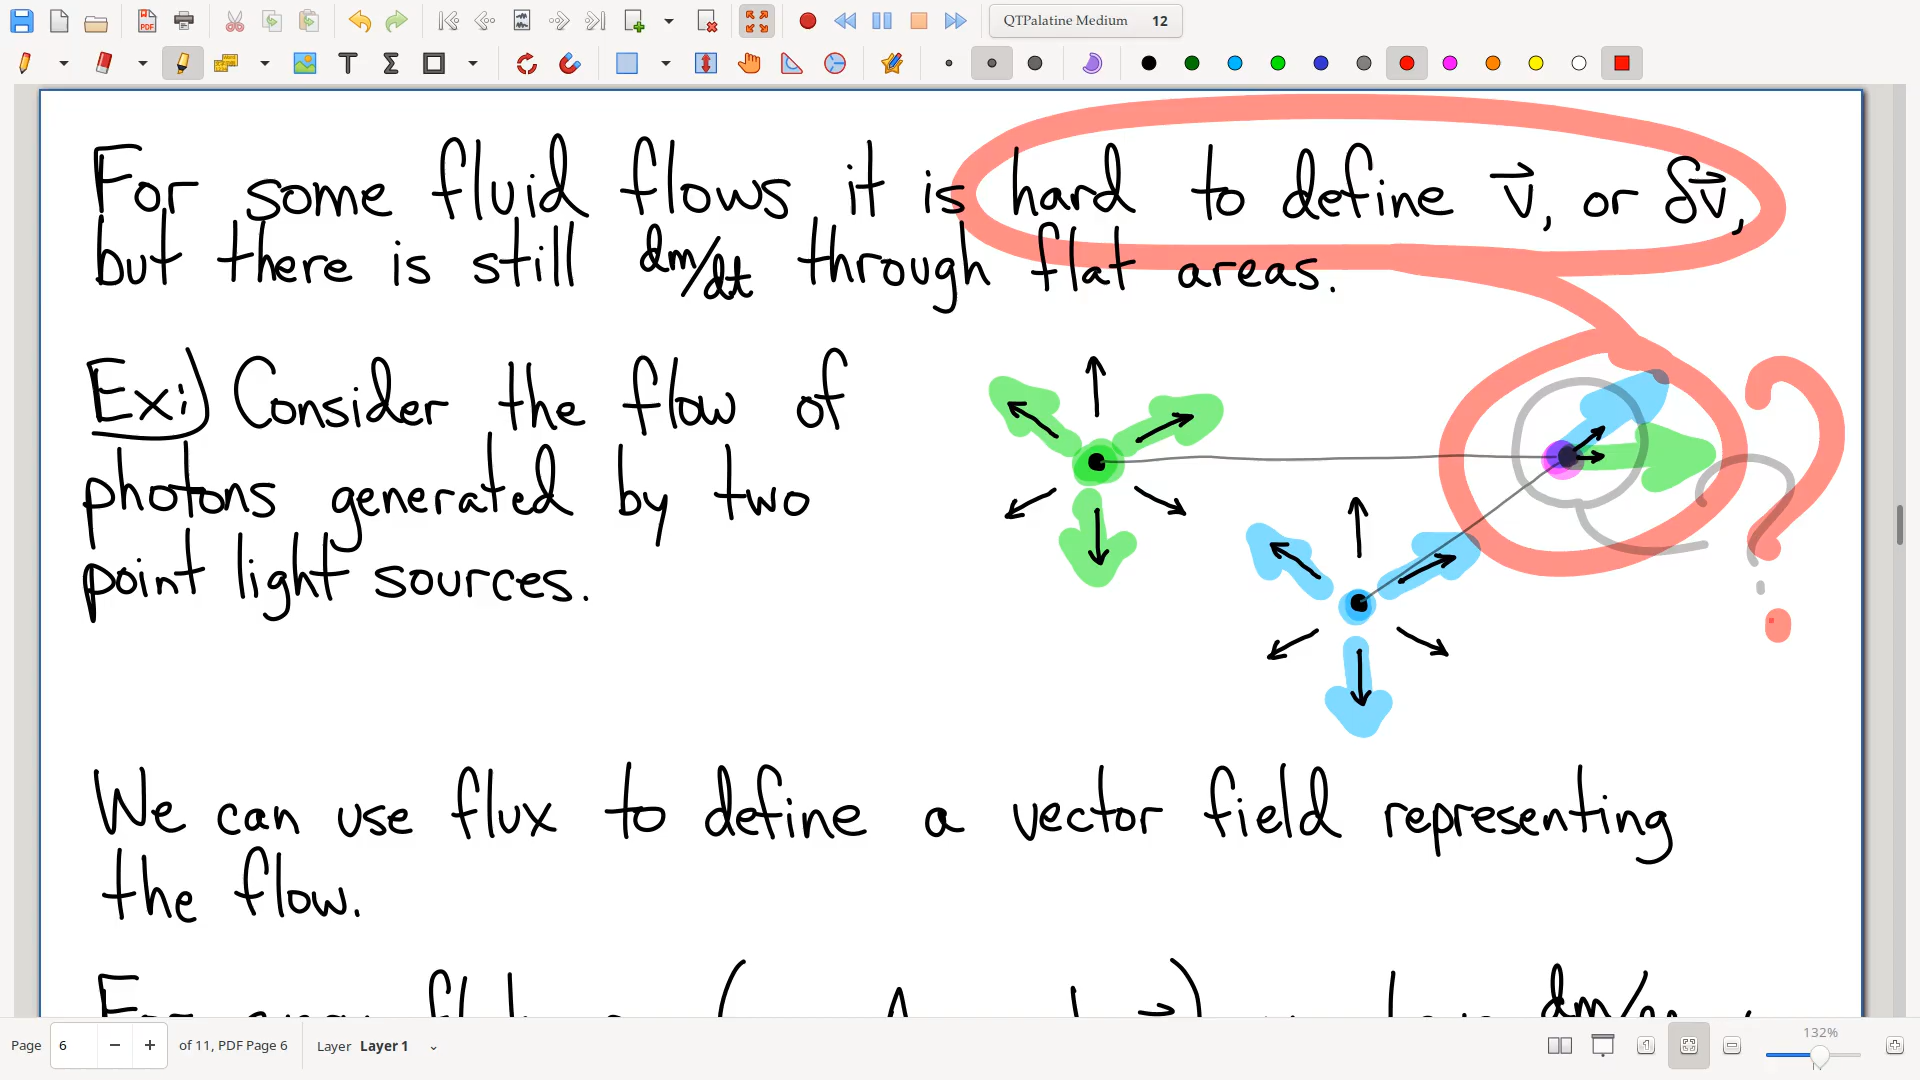 QTPalatine Medium 12
For some fluid flows it is hard to define v⃗, or δv⃗,
but there is still dm/dt through flat areas.
Ex:) Consider the flow of
photons generated by two
point light sources.
?
?
We can use flux to define a vector field representing
the flow.
Page 6 − + of 11, PDF Page 6 Layer Layer 1
132%